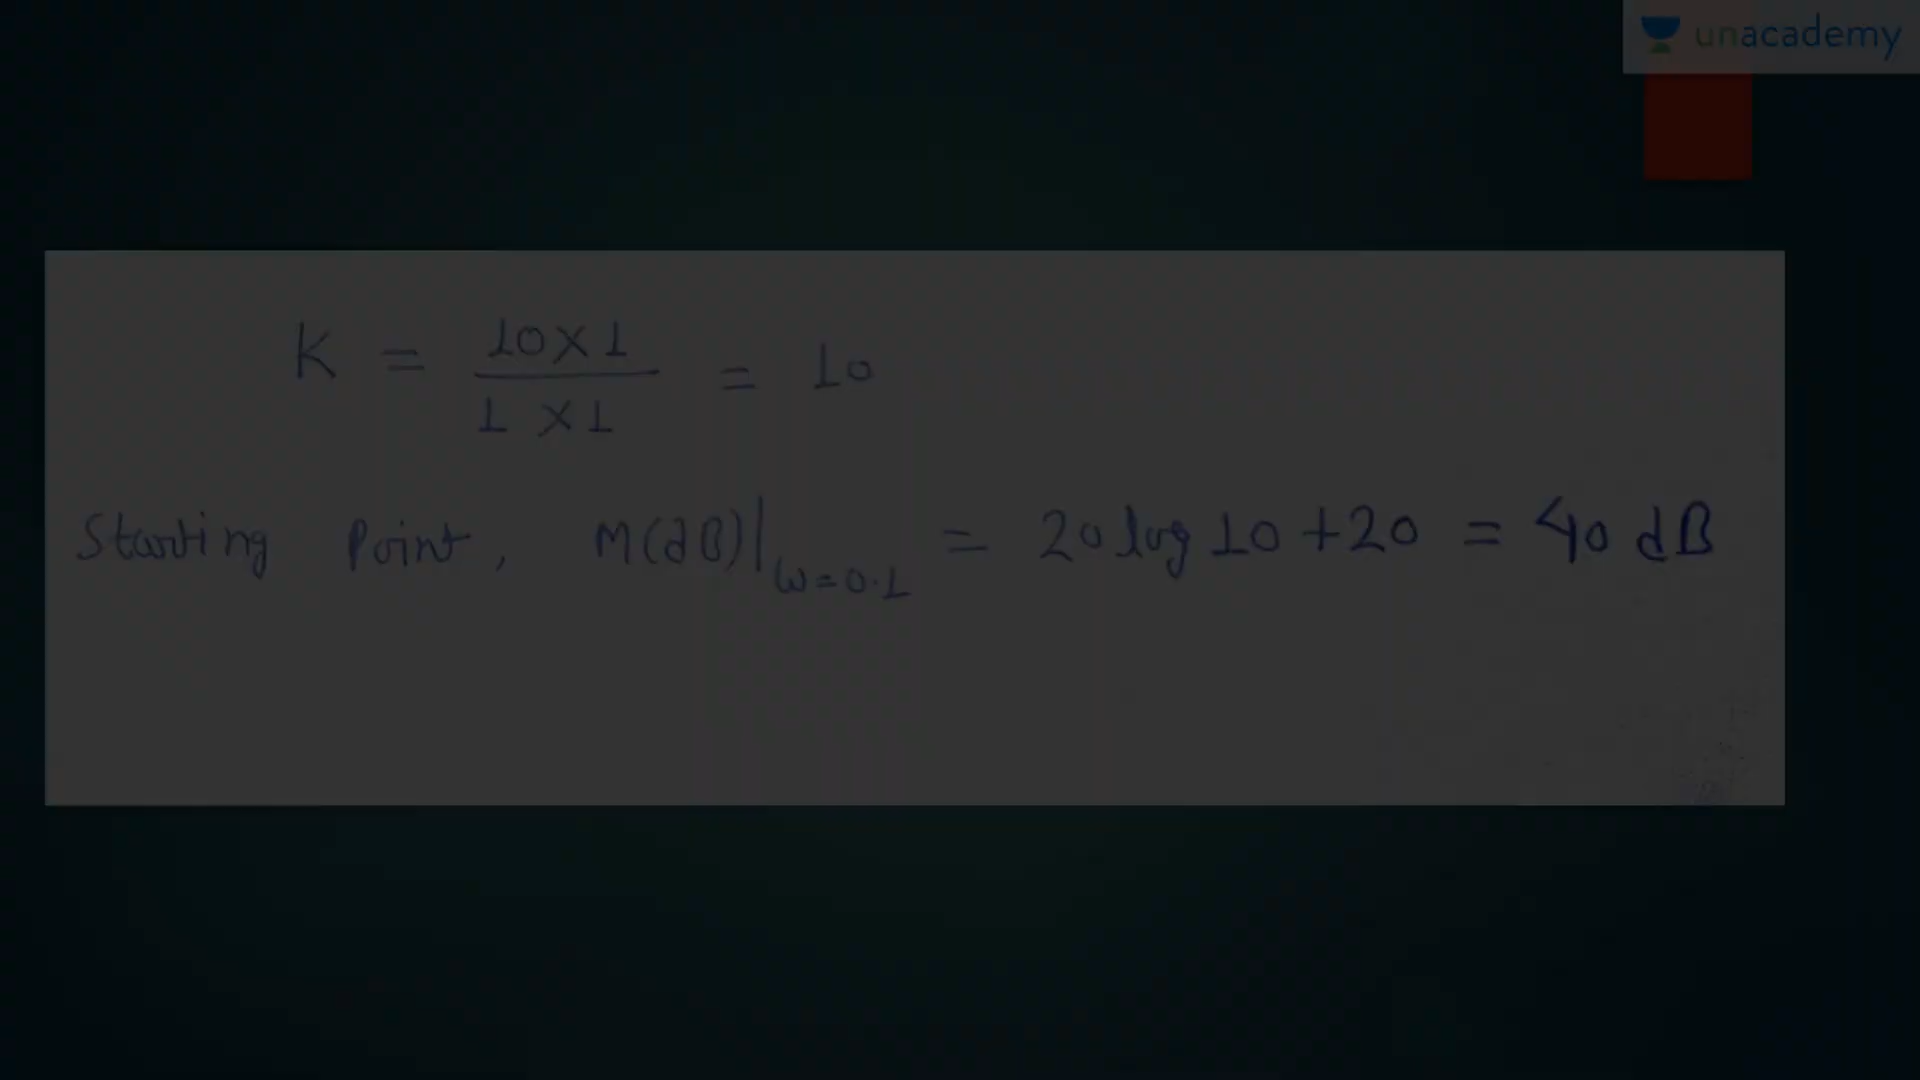 unacademy
K = 10 X 1 / 1 X 1 = 10
Starting Point, M(dB)|ω=0.1 = 20 log 10 + 20 = 40 dB